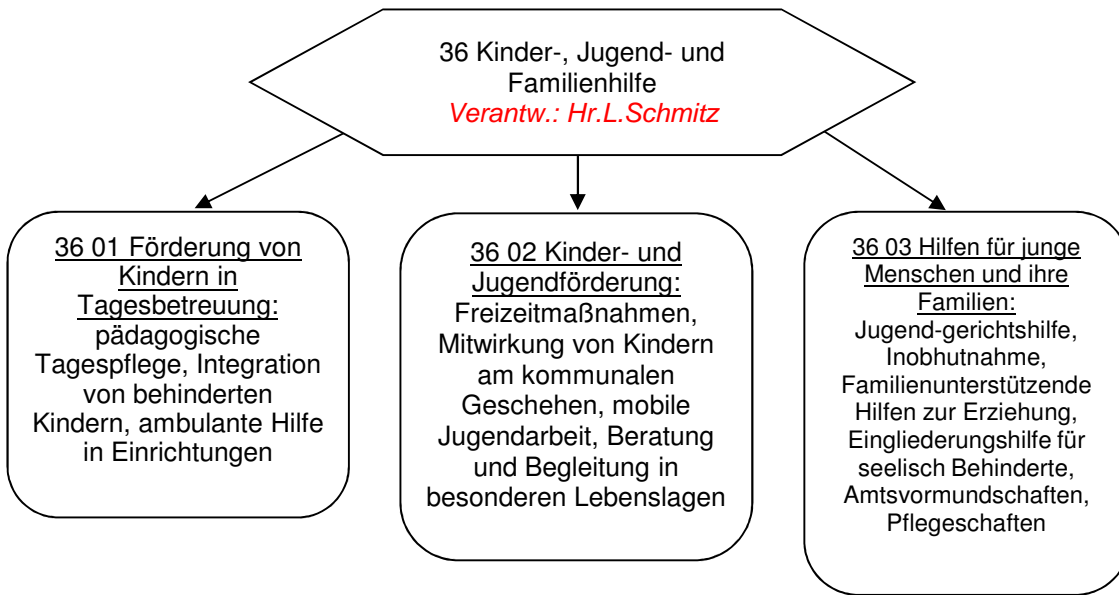 36 Kinder-, Jugend- und
Familienhilfe
Verantw.: Hr.L.Schmitz
36 01 Förderung von
Kindern in
Tagesbetreuung:
pädagogische
Tagespflege, Integration
von behinderten
Kindern, ambulante Hilfe
in Einrichtungen
36 02 Kinder- und
Jugendförderung:
Freizeitmaßnahmen,
Mitwirkung von Kindern
am kommunalen
Geschehen, mobile
Jugendarbeit, Beratung
und Begleitung in
besonderen Lebenslagen
36 03 Hilfen für junge
Menschen und ihre
Familien:
Jugend-gerichtshilfe,
Inobhutnahme,
Familienunterstützende
Hilfen zur Erziehung,
Eingliederungshilfe für
seelisch Behinderte,
Amtsvormundschaften,
Pflegeschaften